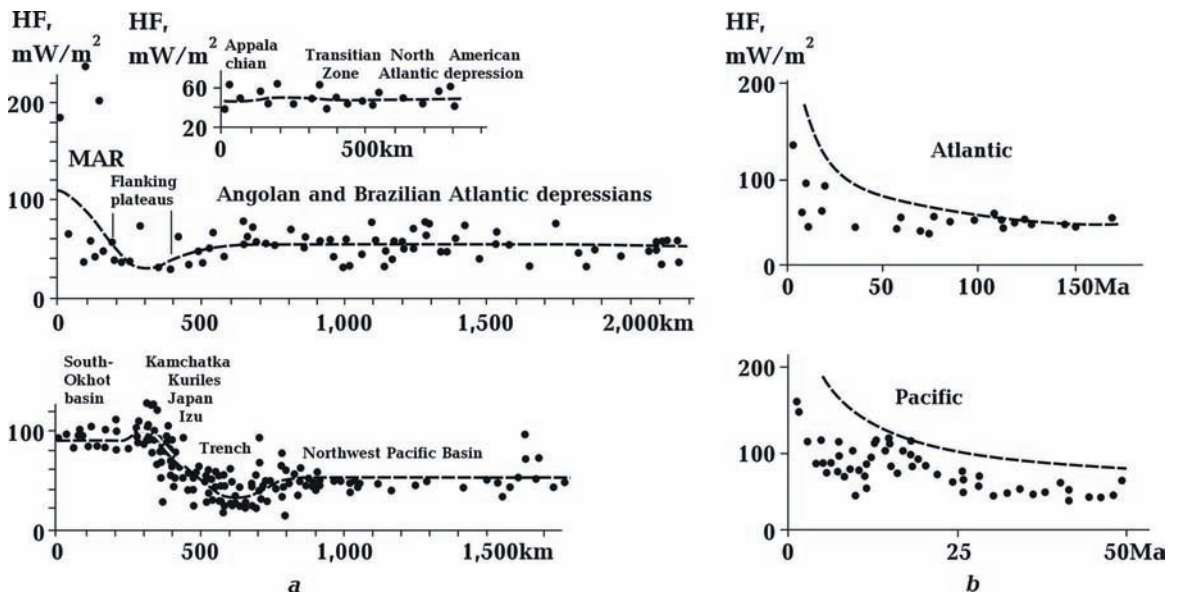 HF,
mW/m²
200
100
0
MAR
Flanking
plateaus
Angolan and Brazilian Atlantic depressians
0
500
1,000
1,500
2,000km
HF,
mW/m²
60
20
Appala
chian
Transitian
Zone
North
Atlantic
American
depression
0
500km
South-
Okhot
basin
Kamchatka
Kuriles
Japan
Izu
Trench
Northwest Pacific Basin
100
0
0
500
1,000
1,500km
a
HF,
mW/m²
200
100
0
Atlantic
0
50
100
150Ma
200
100
0
Pacific
0
25
50Ma
b